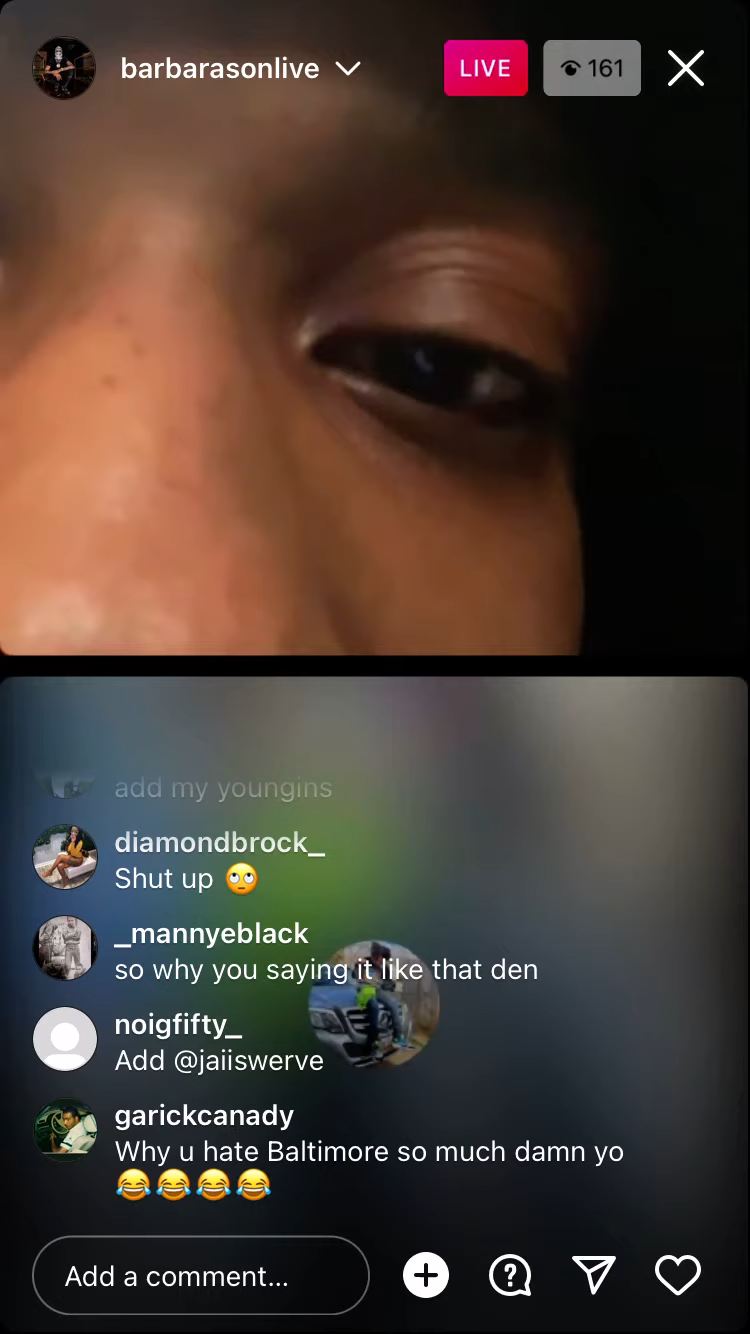 barbarasonlive
LIVE
161
add my youngins
diamondbrock_
Shut up 🙄
_mannyeblack
so why you saying it like that den
noigfifty_
Add @jaiiswerve
garickcanady
Why u hate Baltimore so much damn yo
😂😂😂😂
Add a comment...